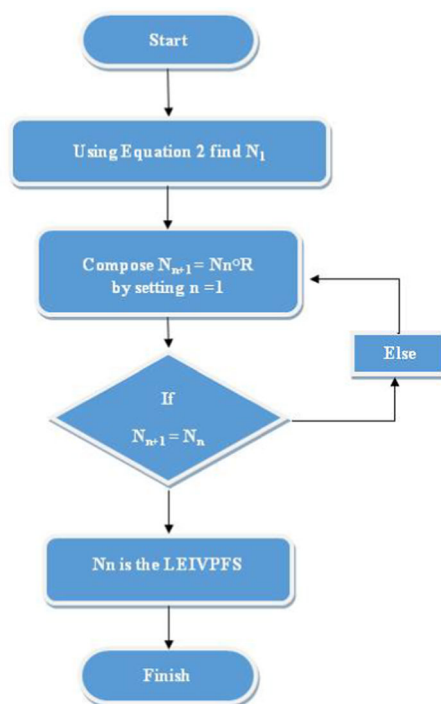 Start
Using Equation 2 find N₁
Compose Nₙ₊₁ = Nn°R
by setting n =1
Else
If
Nₙ₊₁ = Nₙ
Nn is the LEIVPFS
Finish